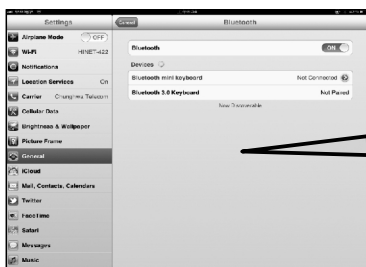 Settings
General
Bluetooth
Airplane Mode OFF
Wi-Fi HINET-422
Notifications
Location Services On
Carrier Chunghwa Telecom
Cellular Data
Brightness & Wallpaper
Picture Frame
General
iCloud
Mail, Contacts, Calendars
Twitter
FaceTime
Safari
Messages
Music
Bluetooth ON
Devices
Bluetooth mini keyboard Not Connected
Bluetooth 3.0 Keyboard Not Paired
Now Discoverable